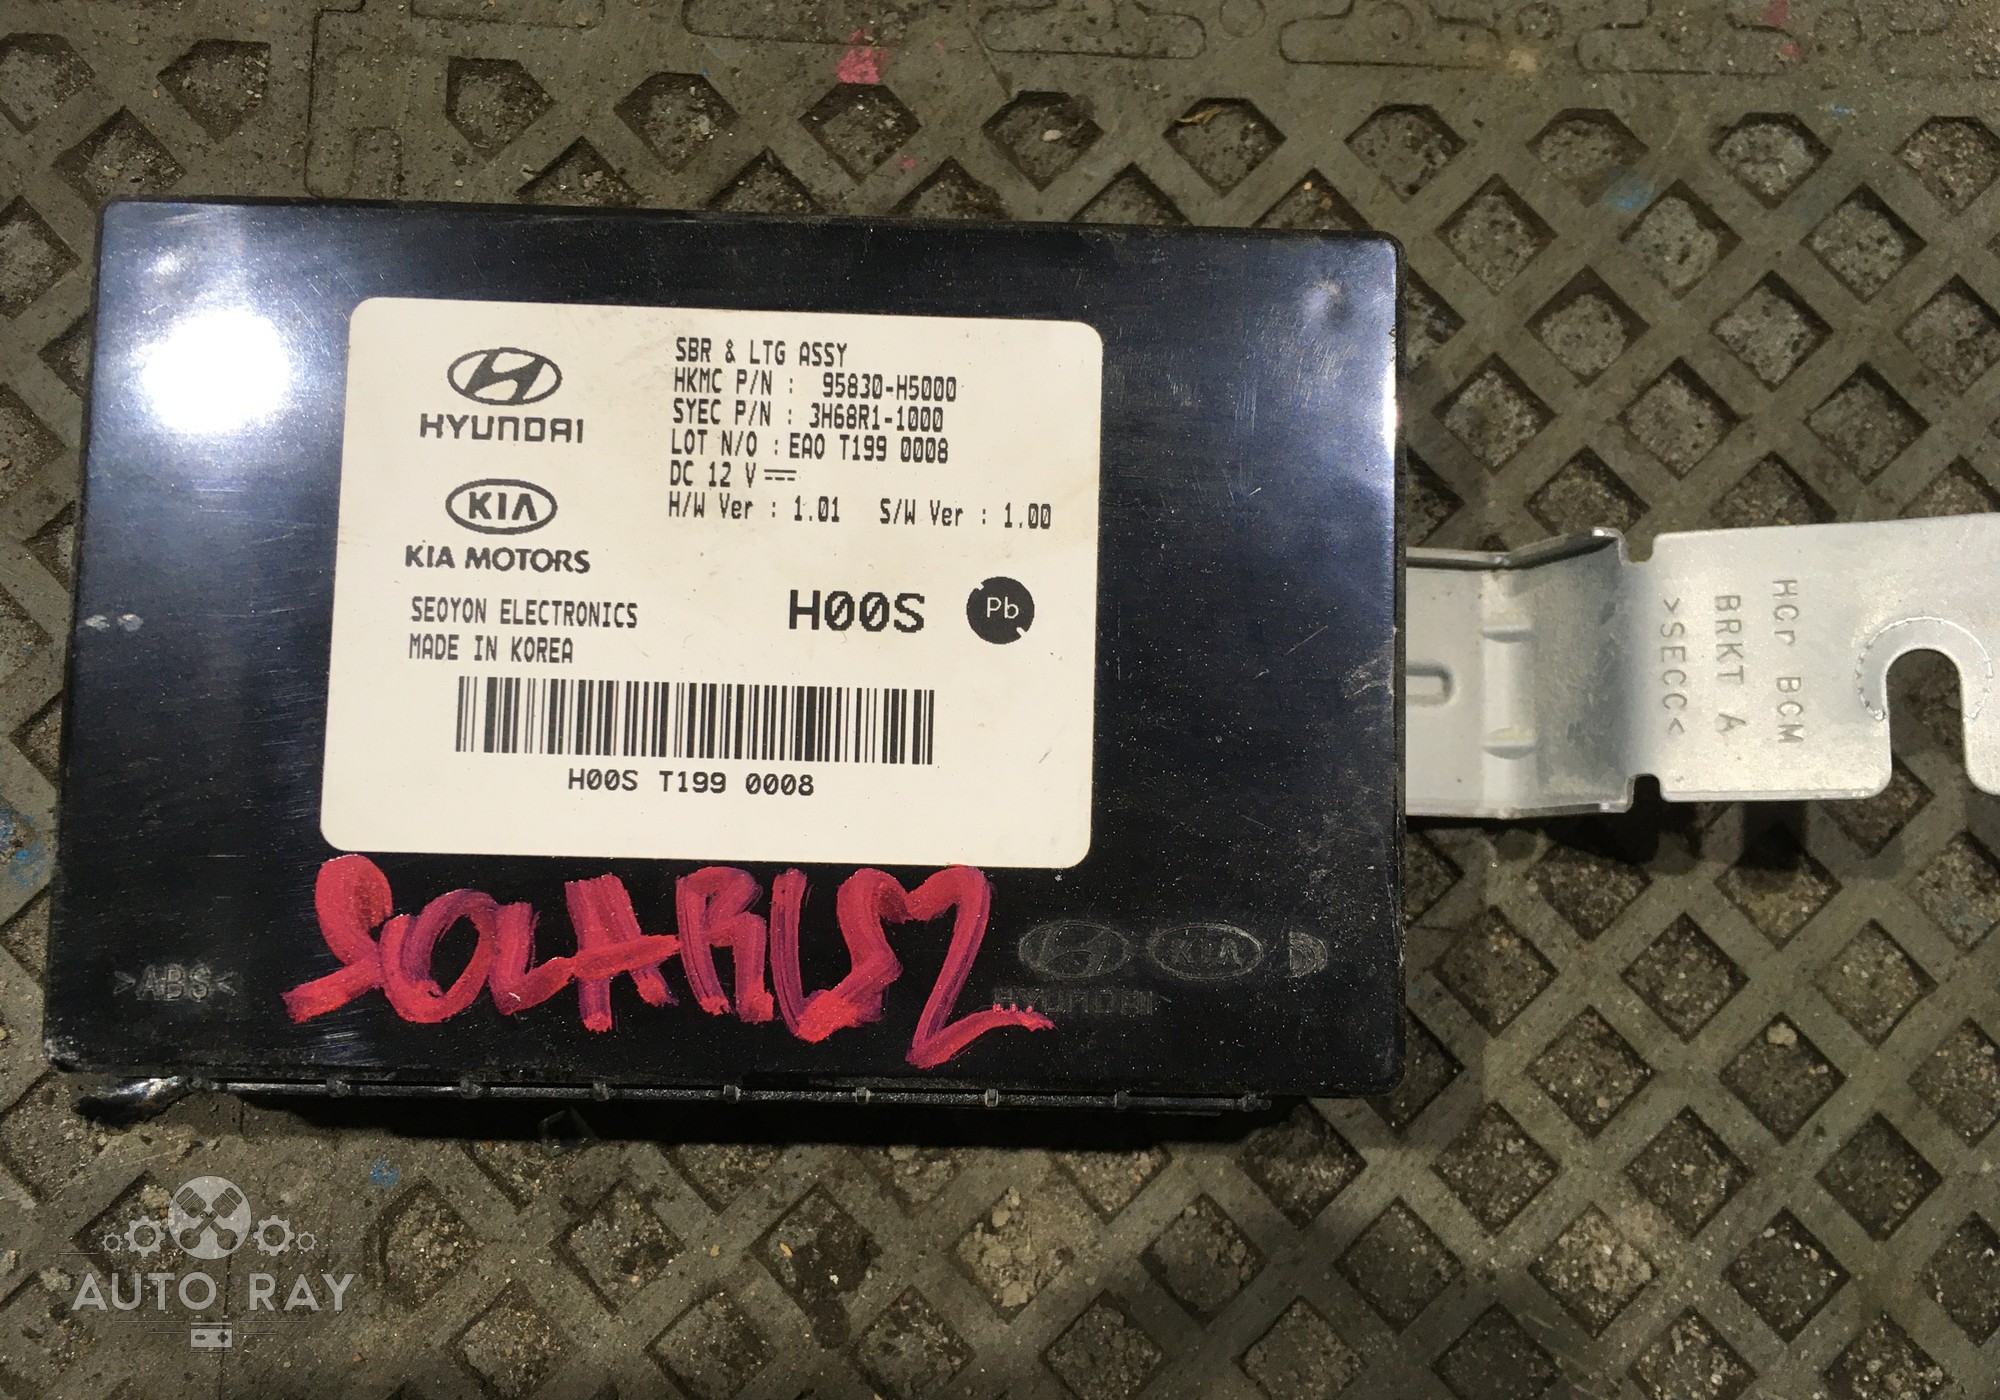 HYUNDAI
KIA
KIA MOTORS
SEOYON ELECTRONICS
MADE IN KOREA
SBR & LTG ASSY
HKMC P/N : 95830-H5000
SYEC P/N : 3H68R1-1000
LOT N/O : EAO T199 0008
DC 12 V
H/W Ver : 1.01 S/W Ver : 1.00
H00S
Pb
H00S T199 0008
SOLARIS2
>ABS<
KIA
HYUNDAI
HCr BCM
BRKT A
>SECC<
AUTO RAY